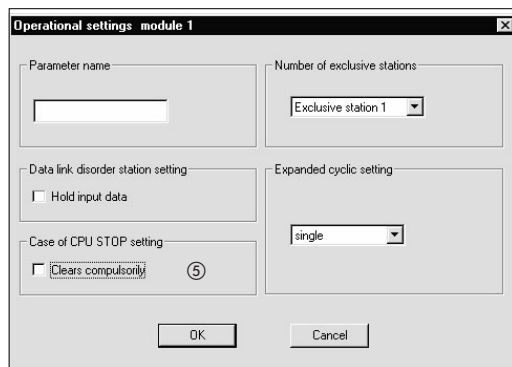 Operational settings  module 1
Parameter name
Number of exclusive stations
Exclusive station 1
Data link disorder station setting
Hold input data
Expanded cyclic setting
single
Case of CPU STOP setting
Clears compulsorily
⑤
OK
Cancel